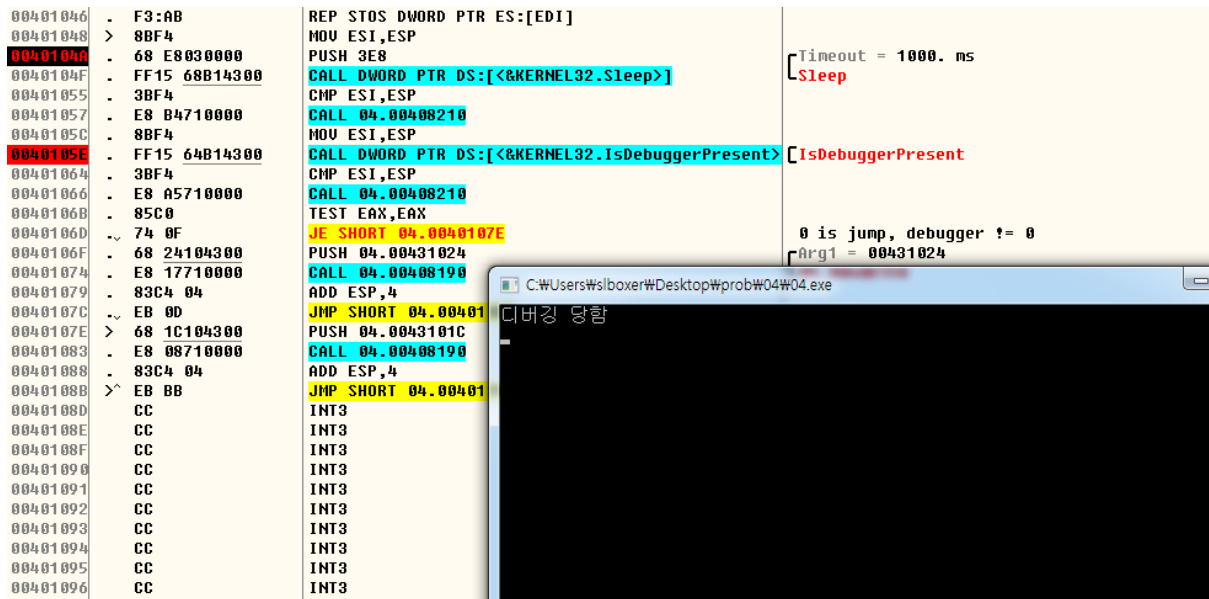 00401046 . F3:AB REP STOS DWORD PTR ES:[EDI]
00401048 > 8BF4 MOV ESI,ESP
0040104A . 68 E8030000 PUSH 3E8 Timeout = 1000. ms
0040104F . FF15 68B14300 CALL DWORD PTR DS:[<&KERNEL32.Sleep>] Sleep
00401055 . 3BF4 CMP ESI,ESP
00401057 . E8 B4710000 CALL 04.00408210
0040105C . 8BF4 MOV ESI,ESP
0040105E . FF15 64B14300 CALL DWORD PTR DS:[<&KERNEL32.IsDebuggerPresent> IsDebuggerPresent
00401064 . 3BF4 CMP ESI,ESP
00401066 . E8 A5710000 CALL 04.00408210
0040106B . 85C0 TEST EAX,EAX
0040106D . 74 0F JE SHORT 04.0040107E 0 is jump, debugger != 0
0040106F . 68 24104300 PUSH 04.00431024 Arg1 = 00431024
00401074 . E8 17710000 CALL 04.00408190
00401079 . 83C4 04 ADD ESP,4
0040107C . EB 0D JMP SHORT 04.00401
0040107E > 68 1C104300 PUSH 04.0043101C
00401083 . E8 08710000 CALL 04.00408190
00401088 . 83C4 04 ADD ESP,4
0040108B >^ EB BB JMP SHORT 04.00401
0040108D CC INT3
0040108E CC INT3
0040108F CC INT3
00401090 CC INT3
00401091 CC INT3
00401092 CC INT3
00401093 CC INT3
00401094 CC INT3
00401095 CC INT3
00401096 CC INT3
C:₩Users₩slboxer₩Desktop₩prob₩04₩04.exe
디버깅 당함